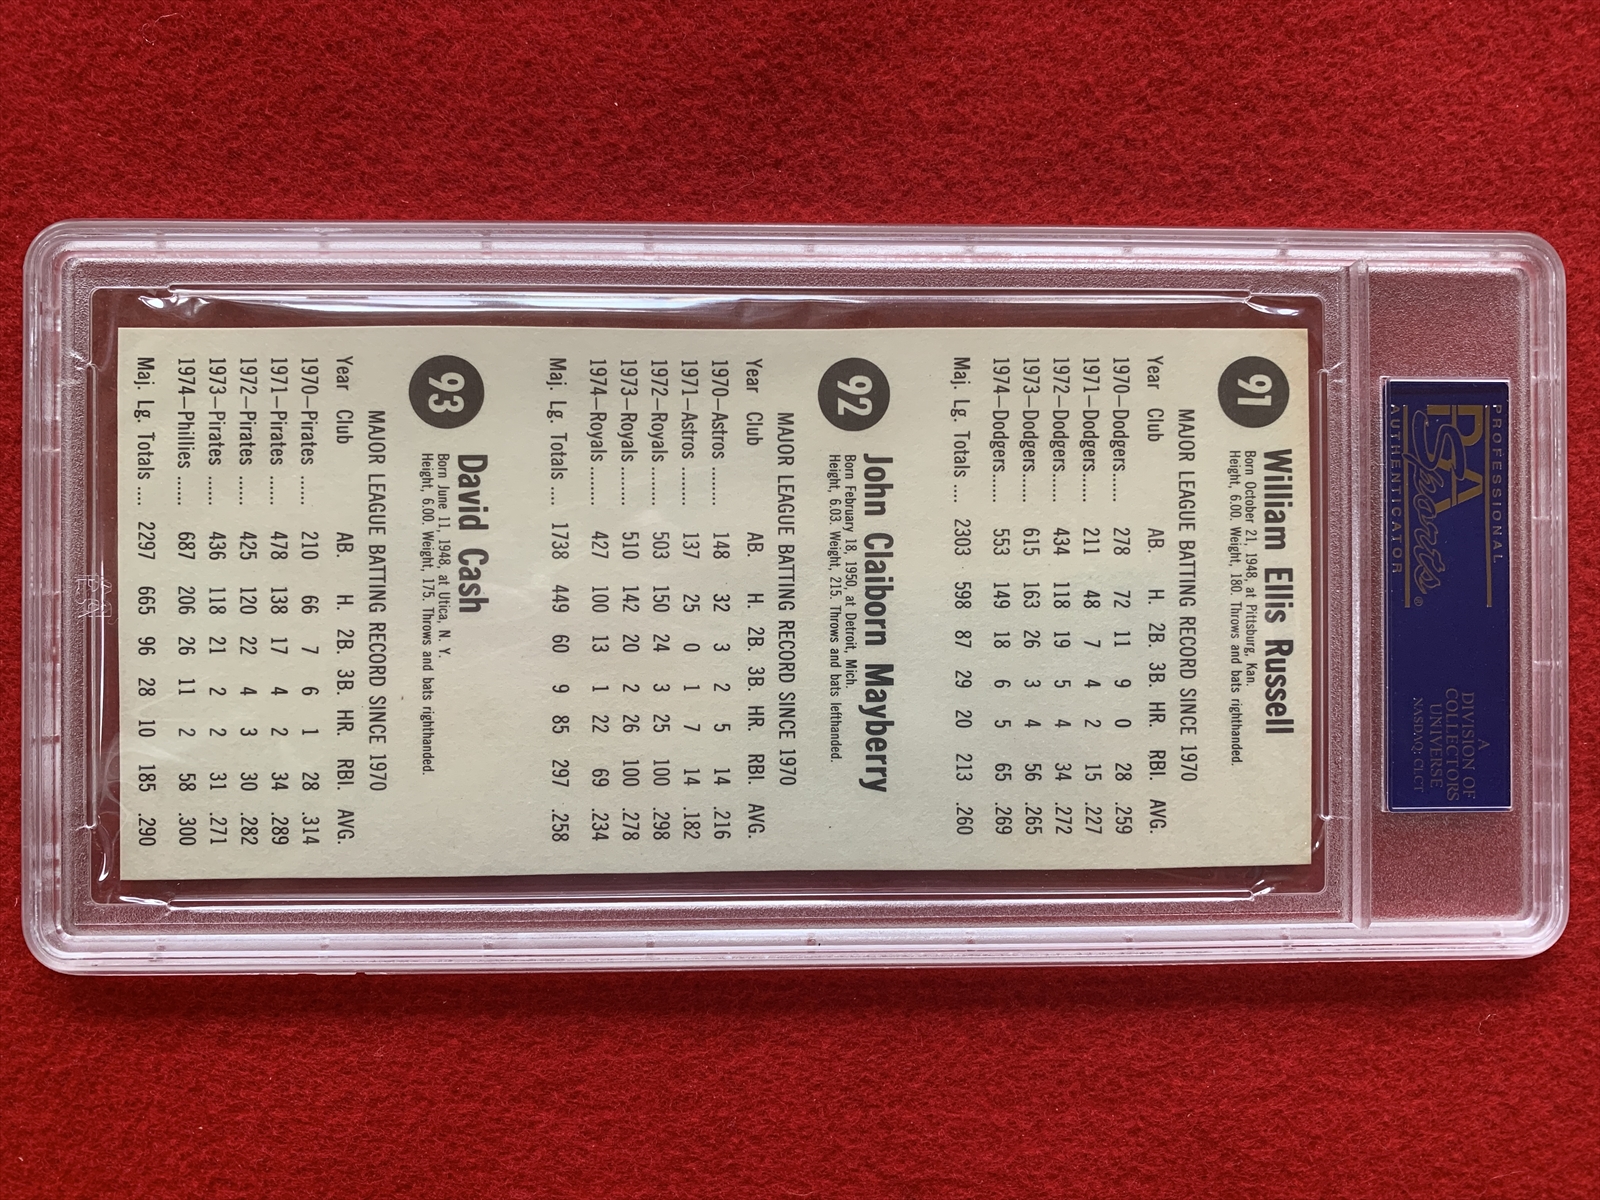 PROFESSIONAL
PSA
Sports®
AUTHENTICATOR
A
DIVISION OF
COLLECTORS
UNIVERSE
NASDAQ: CLCT
91 William Ellis Russell
Born October 21, 1948, at Pittsburg, Kan.
Height, 6.00. Weight, 180. Throws and bats righthanded.
MAJOR LEAGUE BATTING RECORD SINCE 1970
Year Club AB. H. 2B. 3B. HR. RBI. AVG.
1970—Dodgers...... 278 72 11 9 0 28 .259
1971—Dodgers...... 211 48 7 4 2 15 .227
1972—Dodgers...... 434 118 19 5 4 34 .272
1973—Dodgers...... 615 163 26 3 4 56 .265
1974—Dodgers...... 553 149 18 6 5 65 .269
Maj. Lg. Totals .... 2303 598 87 29 20 213 .260
92 John Claiborn Mayberry
Born February 18, 1950, at Detroit, Mich.
Height, 6.03. Weight, 215. Throws and bats lefthanded.
MAJOR LEAGUE BATTING RECORD SINCE 1970
Year Club AB. H. 2B. 3B. HR. RBI. AVG.
1970—Astros ........ 148 32 3 2 5 14 .216
1971—Astros ........ 137 25 0 1 7 14 .182
1972—Royals ........ 503 150 24 3 25 100 .298
1973—Royals ........ 510 142 20 2 26 100 .278
1974—Royals ........ 427 100 13 1 22 69 .234
Maj. Lg. Totals .... 1738 449 60 9 85 297 .258
93 David Cash
Born June 11, 1948, at Utica, N. Y.
Height, 6.00. Weight, 175. Throws and bats righthanded.
MAJOR LEAGUE BATTING RECORD SINCE 1970
Year Club AB. H. 2B. 3B. HR. RBI. AVG.
1970—Pirates ...... 210 66 7 6 1 28 .314
1971—Pirates ...... 478 138 17 4 2 34 .289
1972—Pirates ...... 425 120 22 4 3 30 .282
1973—Pirates ...... 436 118 21 2 2 31 .271
1974—Phillies ...... 687 206 26 11 2 58 .300
Maj. Lg. Totals .... 2297 665 96 28 10 185 .290